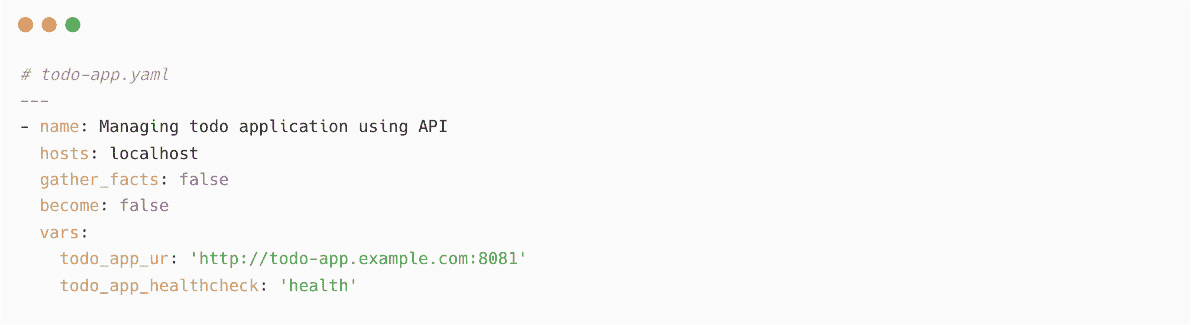 # todo-app.yaml
---
- name: Managing todo application using API
  hosts: localhost
  gather_facts: false
  become: false
  vars:
    todo_app_ur: 'http://todo-app.example.com:8081'
    todo_app_healthcheck: 'health'